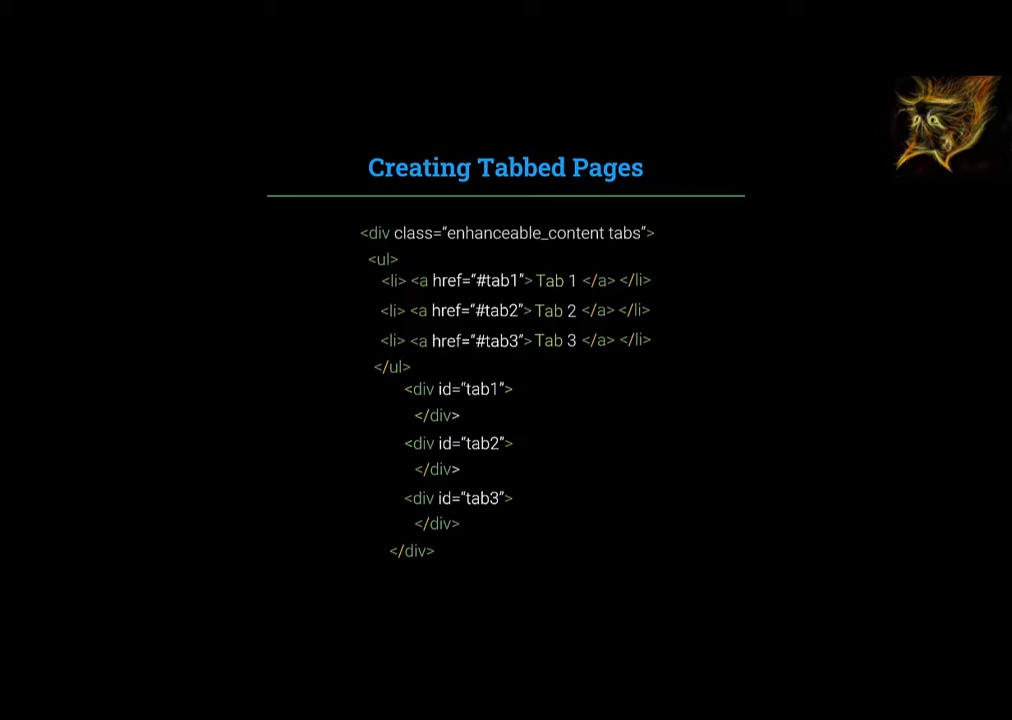 Creating Tabbed Pages
<div class=“enhanceable_content tabs”>
<ul>
<li> <a href=“#tab1”> Tab 1 </a> </li>
<li> <a href=“#tab2”> Tab 2 </a> </li>
<li> <a href=”#tab3”> Tab 3 </a> </li>
</ul>
<div id=“tab1”>
</div>
<div id=“tab2”>
</div>
<div id=“tab3”>
</div>
</div>